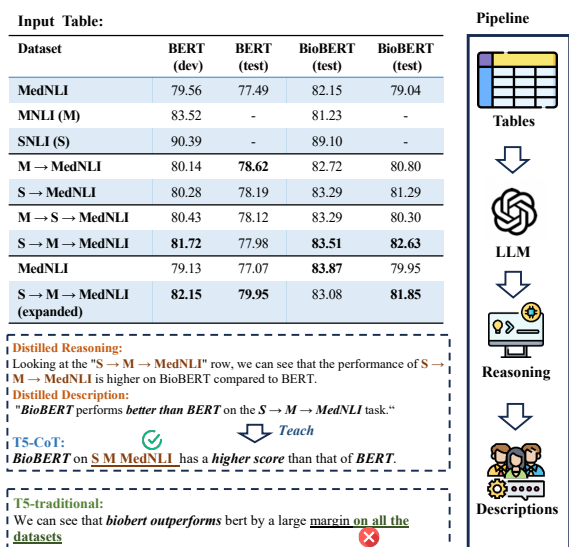 Input Table:
Pipeline
Dataset BERT (dev) BERT (test) BioBERT (test) BioBERT (test)
MedNLI 79.56 77.49 82.15 79.04
MNLI (M) 83.52 - 81.23 -
SNLI (S) 90.39 - 89.10 -
M → MedNLI 80.14 78.62 82.72 80.80
S → MedNLI 80.28 78.19 83.29 81.29
M → S → MedNLI 80.43 78.12 83.29 80.30
S → M → MedNLI 81.72 77.98 83.51 82.63
MedNLI 79.13 77.07 83.87 79.95
S → M → MedNLI (expanded) 82.15 79.95 83.08 81.85
Distilled Reasoning:
Looking at the "S → M → MedNLI" row, we can see that the performance of S →
M → MedNLI is higher on BioBERT compared to BERT.
Distilled Description:
"BioBERT performs better than BERT on the S → M → MedNLI task.“
Teach
T5-CoT:
BioBERT on S M MedNLI has a higher score than that of BERT.
T5-traditional:
We can see that biobert outperforms bert by a large margin on all the
datasets
Tables
LLM
Reasoning
Descriptions